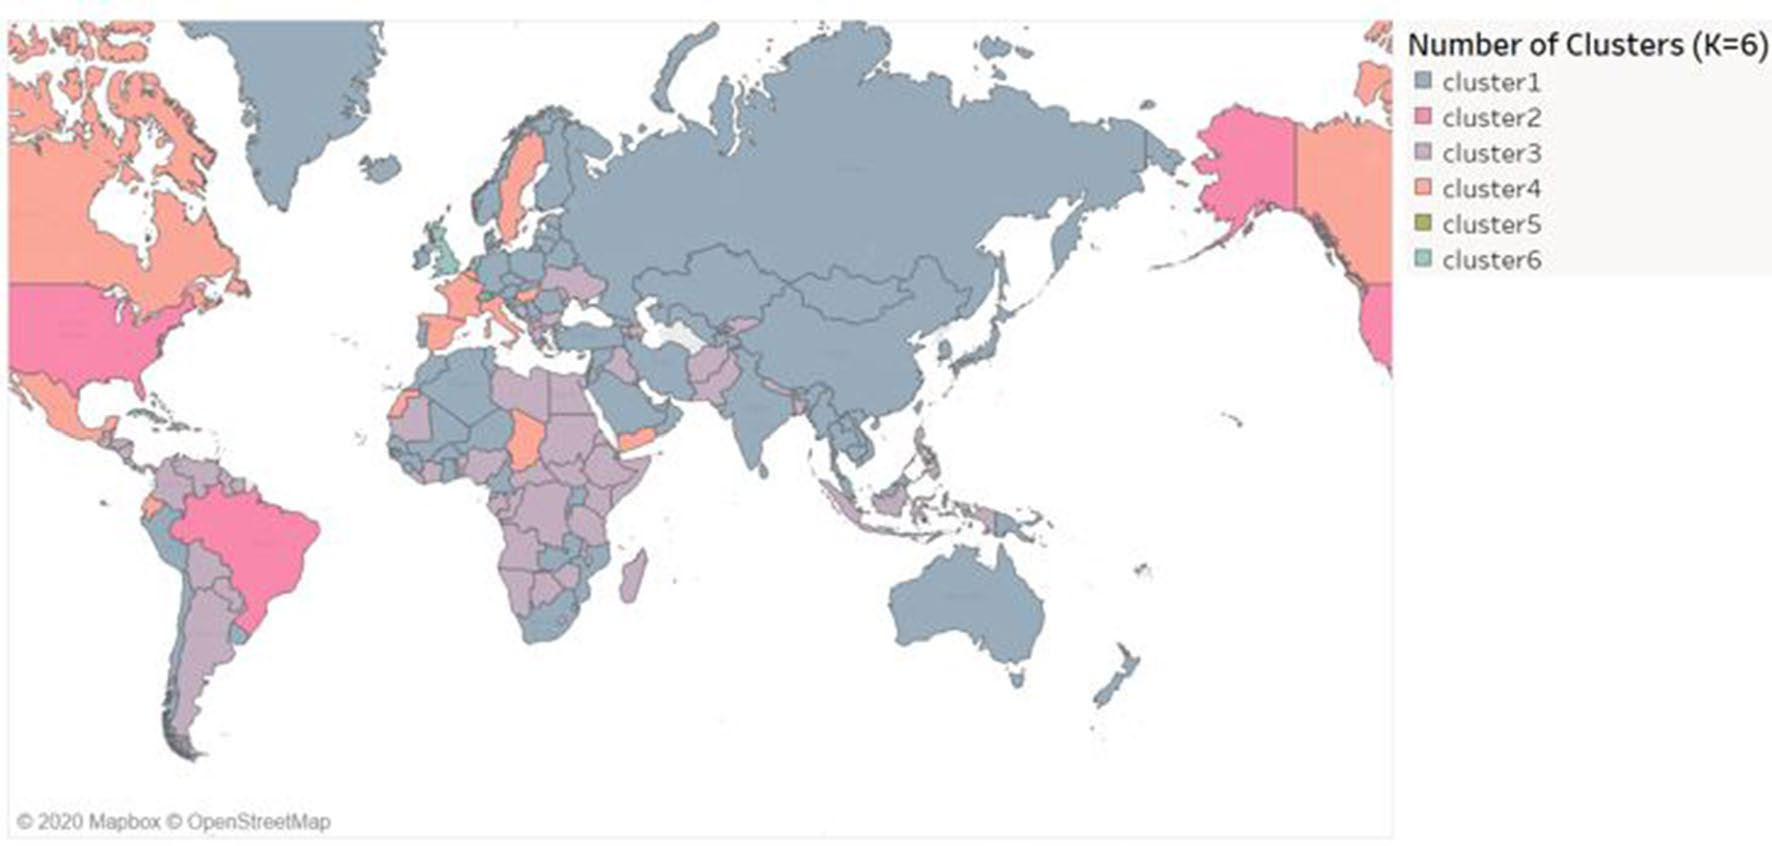 Number of Clusters (K=6)
cluster1
cluster2
cluster3
cluster4
cluster5
cluster6
© 2020 Mapbox © OpenStreetMap